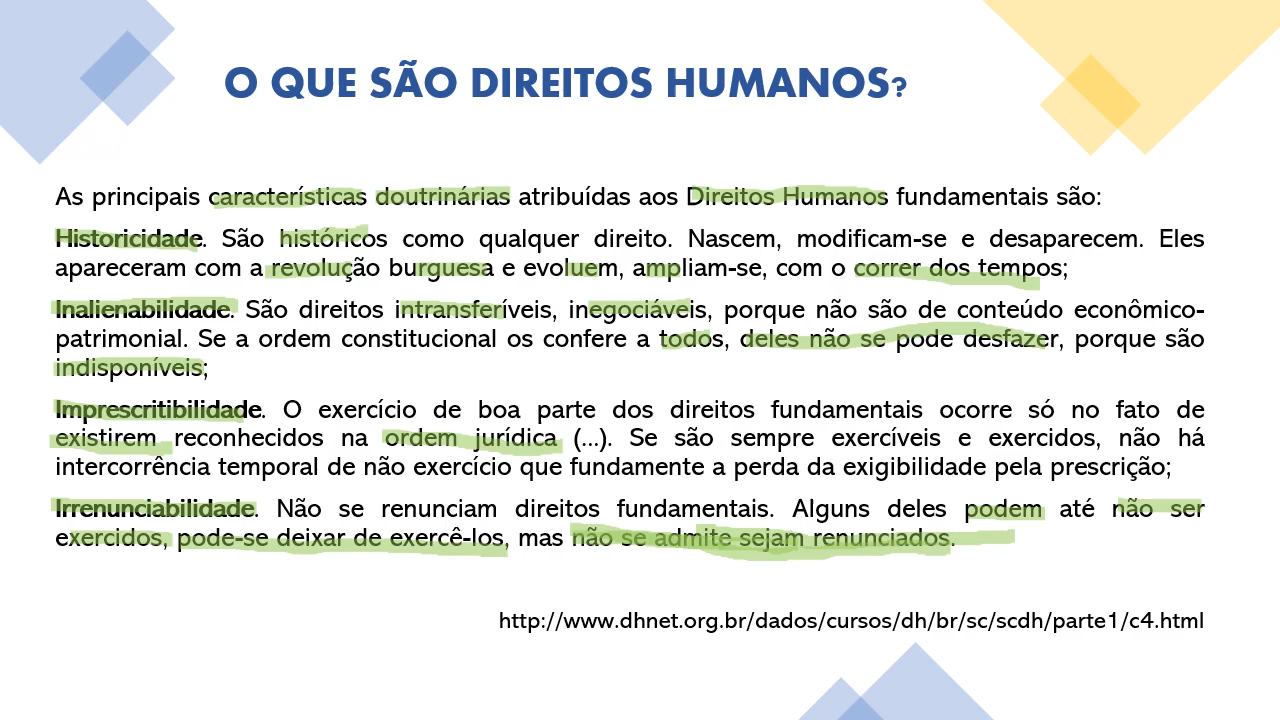 O QUE SÃO DIREITOS HUMANOS?
As principais características doutrinárias atribuídas aos Direitos Humanos fundamentais são:
Historicidade. São históricos como qualquer direito. Nascem, modificam-se e desaparecem. Eles
apareceram com a revolução burguesa e evoluem, ampliam-se, com o correr dos tempos;
Inalienabilidade. São direitos intransferíveis, inegociáveis, porque não são de conteúdo econômico-
patrimonial. Se a ordem constitucional os confere a todos, deles não se pode desfazer, porque são
indisponíveis;
Imprescritibilidade. O exercício de boa parte dos direitos fundamentais ocorre só no fato de
existirem reconhecidos na ordem jurídica (...). Se são sempre exercíveis e exercidos, não há
intercorrência temporal de não exercício que fundamente a perda da exigibilidade pela prescrição;
Irrenunciabilidade. Não se renunciam direitos fundamentais. Alguns deles podem até não ser
exercidos, pode-se deixar de exercê-los, mas não se admite sejam renunciados.
http://www.dhnet.org.br/dados/cursos/dh/br/sc/scdh/parte1/c4.html